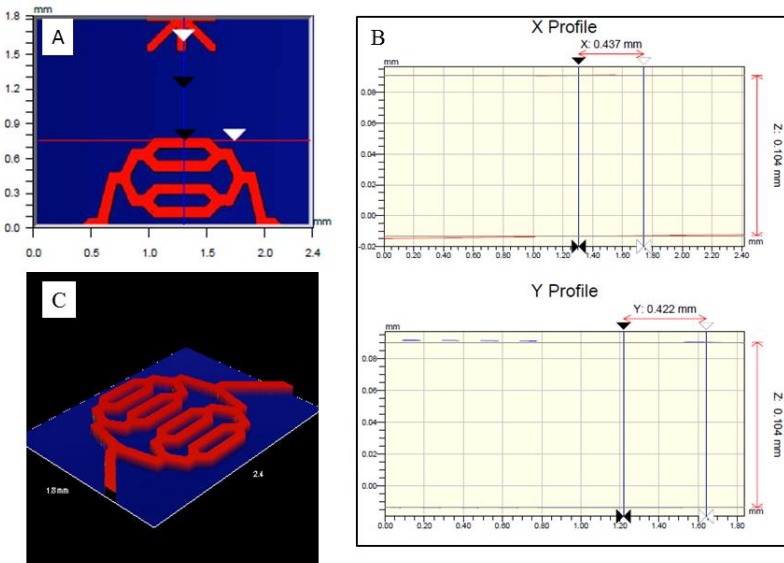 mm
A
1.8
1.5
1.2
0.9
0.6
0.3
0.0
mm
0.0 0.5 1.0 1.5 2.0 2.4
B
X Profile
X: 0.437 mm
mm
0.08
0.06
0.04
0.02
0.00
-0.02
mm
0.00 0.20 0.40 0.60 0.80 1.00 1.20 1.40 1.60 1.80 2.00 2.20 2.40
Z: 0.104 mm
Y Profile
Y: 0.422 mm
mm
0.08
0.06
0.04
0.02
0.00
mm
0.00 0.20 0.40 0.60 0.80 1.00 1.20 1.40 1.60 1.80
Z: 0.104 mm
C
1.8 mm
2.4